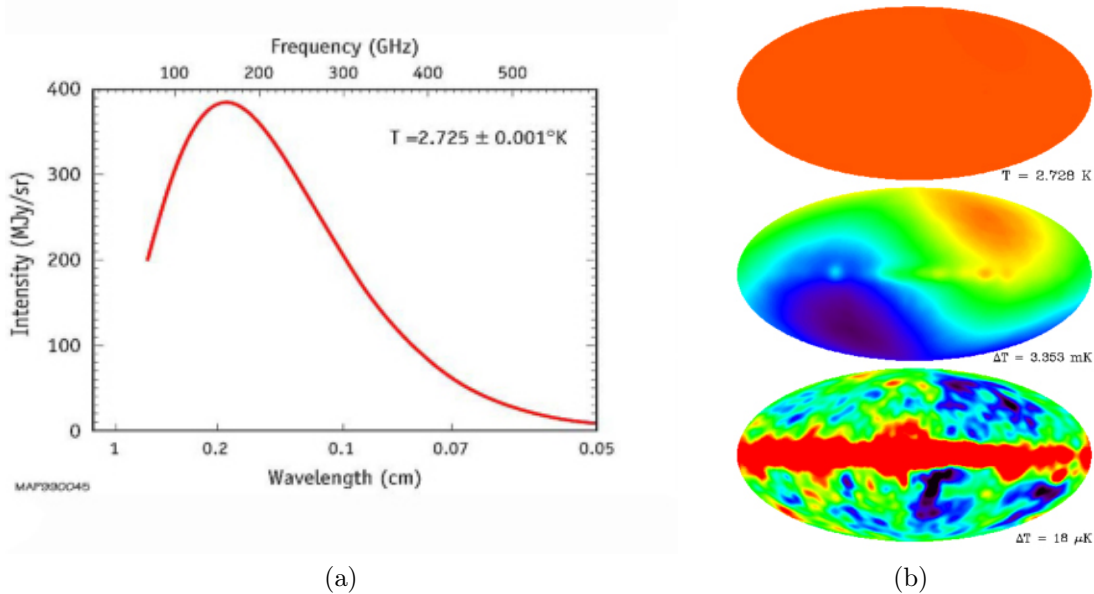 Frequency (GHz)
100 200 300 400 500
400
300
200
100
0
Intensity (MJy/sr)
T =2.725 ± 0.001°K
1 0.2 0.1 0.07 0.05
Wavelength (cm)
MAP990045
(a)
T = 2.728 K
ΔT = 3.353 mK
ΔT = 18 μK
(b)